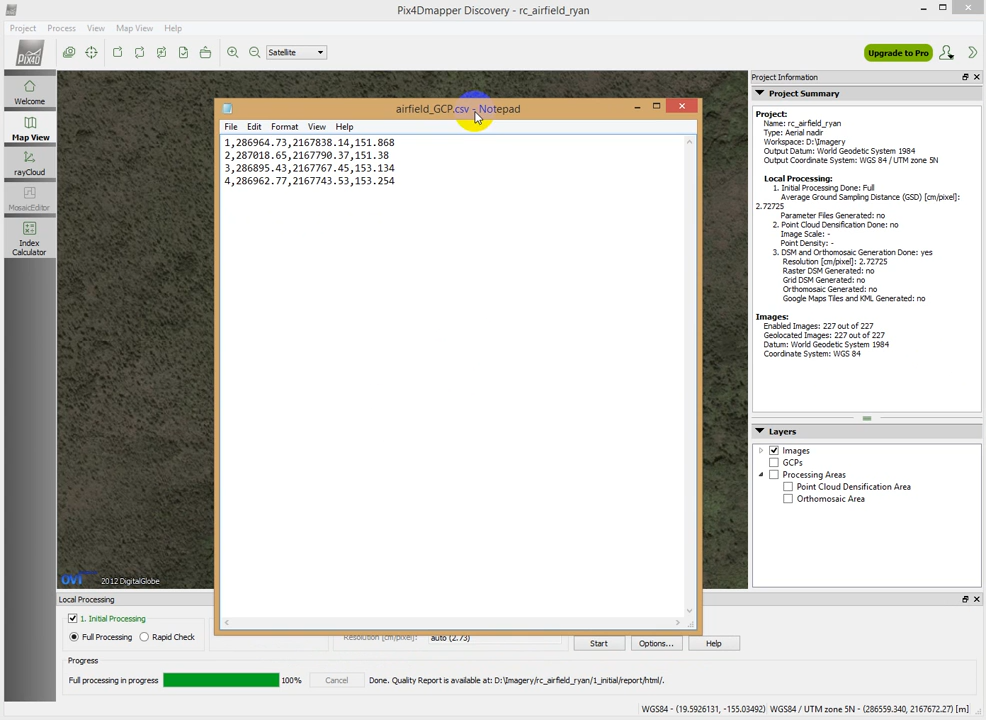 Pix4Dmapper Discovery - rc_airfield_ryan
Project Process View Map View Help
PIX4D
Satellite
Upgrade to Pro
Welcome
Map View
rayCloud
MosaicEditor
Index
Calculator
airfield_GCP.csv - Notepad
File Edit Format View Help
1,286964.73,2167838.14,151.868
2,287018.65,2167790.37,151.38
3,286895.43,2167767.45,153.134
4,286962.77,2167743.53,153.254
2012 DigitalGlobe
Project Information
Project Summary
Project:
Name: rc_airfield_ryan
Type: Aerial nadir
Workspace: D:\Imagery
Output Datum: World Geodetic System 1984
Output Coordinate System: WGS 84 / UTM zone 5N
Local Processing:
1. Initial Processing Done: Full
Average Ground Sampling Distance (GSD) [cm/pixel]:
2.72725
Parameter Files Generated: no
2. Point Cloud Densification Done: no
Image Scale: -
Point Density: -
3. DSM and Orthomosaic Generation Done: yes
Resolution [cm/pixel]: 2.72725
Raster DSM Generated: no
Grid DSM Generated: no
Orthomosaic Generated: no
Google Maps Tiles and KML Generated: no
Images:
Enabled Images: 227 out of 227
Geolocated Images: 227 out of 227
Datum: World Geodetic System 1984
Coordinate System: WGS 84
Layers
Images
GCPs
Processing Areas
Point Cloud Densification Area
Orthomosaic Area
Local Processing
1. Initial Processing
Full Processing Rapid Check
Resolution [cm/pixel] auto (2.73)
Start Options... Help
Progress
Full processing in progress 100% Cancel Done. Quality Report is available at: D:\Imagery/rc_airfield_ryan/1_initial/report/html/.
WGS84 - (19.5926131, -155.03492) WGS84 / UTM zone 5N - (286559.340, 2167672.27) [m]